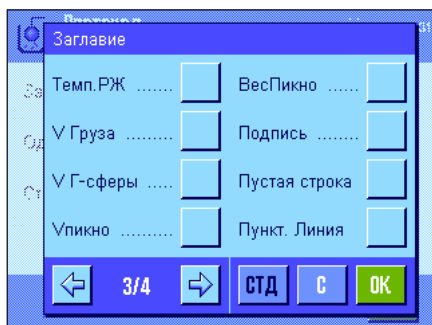 Заглавие
Темп.РЖ ....... ВесПикно ......
V Груза ......... Подпись ........
V Г-сферы ..... Пустая строка
Vпикно .......... Пункт. Линия
3/4 СТД C OK